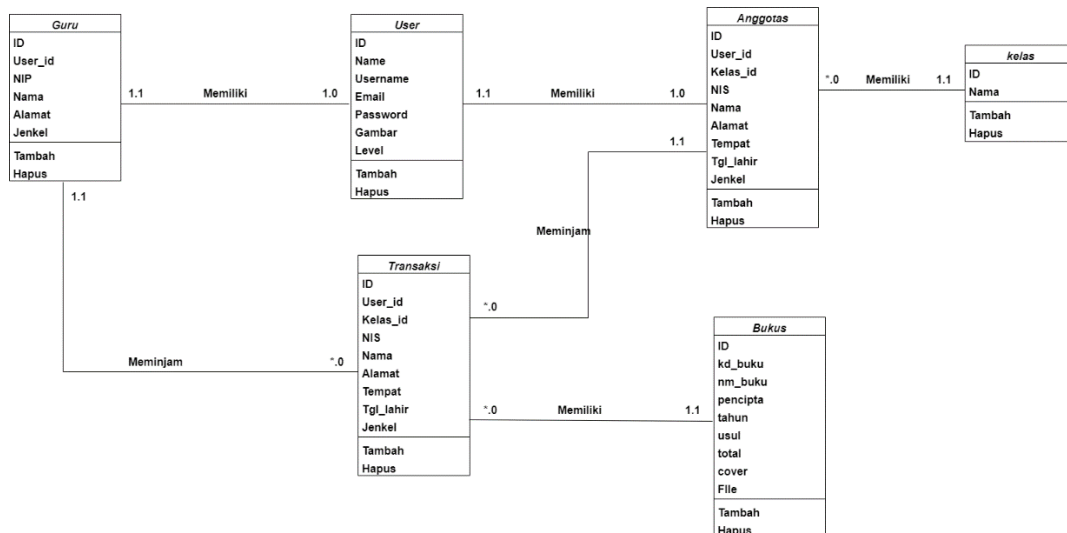 Guru
ID
User_id
NIP
Nama
Alamat
Jenkel
Tambah
Hapus
1.1
Memiliki
1.0
User
ID
Name
Username
Email
Password
Gambar
Level
Tambah
Hapus
1.1
Memiliki
1.0
Anggotas
ID
User_id
Kelas_id
NIS
Nama
Alamat
Tempat
Tgl_lahir
Jenkel
Tambah
Hapus
*.0
Memiliki
1.1
kelas
ID
Nama
Tambah
Hapus
1.1
Meminjam
*.0
1.1
Meminjam
*.0
Transaksi
ID
User_id
Kelas_id
NIS
Nama
Alamat
Tempat
Tgl_lahir
Jenkel
Tambah
Hapus
*.0
Memiliki
1.1
Bukus
ID
kd_buku
nm_buku
pencipta
tahun
usul
total
cover
FIle
Tambah
Hapus